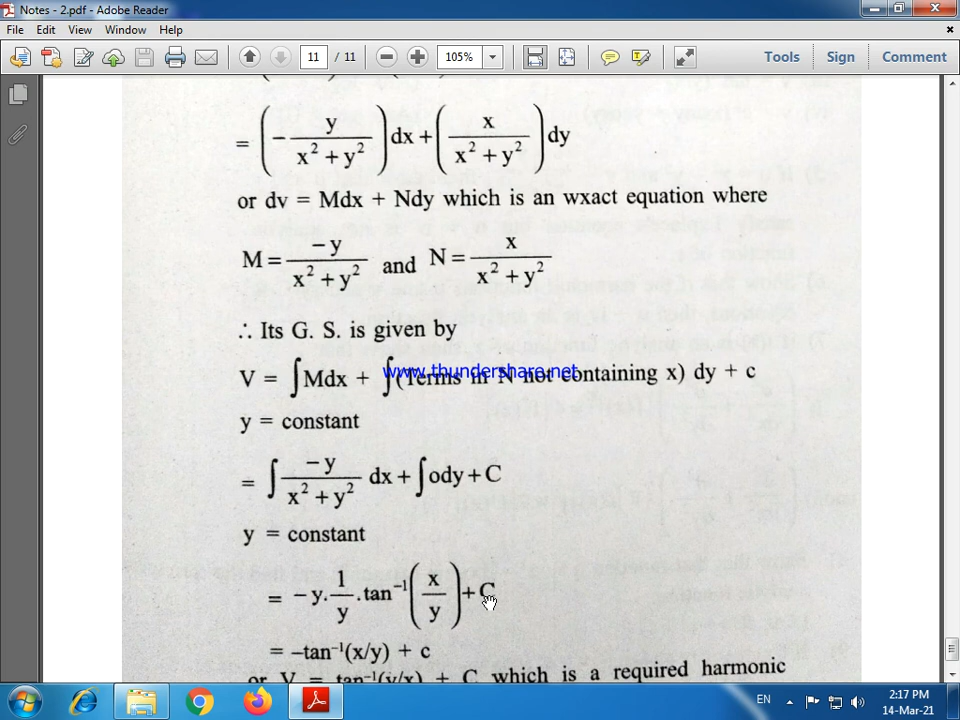 Notes - 2.pdf - Adobe Reader
File Edit View Window Help
11 / 11 105% Tools Sign Comment
= (- y / x² + y²) dx + (x / x² + y²) dy
or dv = Mdx + Ndy which is an wxact equation where
M = -y / x² + y² and N = x / x² + y²
∴ Its G. S. is given by
V = ∫Mdx + ∫(Terms in N not containing x) dy + c
www.thundershare.net
y = constant
= ∫ -y / x² + y² dx + ∫ody + C
y = constant
= -y. 1/y .tan⁻¹(x/y) + C
= -tan⁻¹(x/y) + c
or V = tan⁻¹(y/x) + C which is a required harmonic
EN 2:17 PM
14-Mar-21